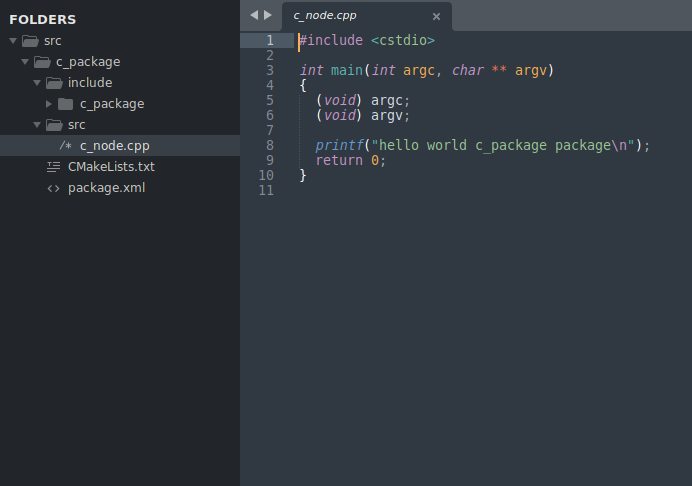 FOLDERS
src
c_package
include
c_package
src
/* c_node.cpp
CMakeLists.txt
<> package.xml
c_node.cpp ×
1 #include <cstdio>
2
3 int main(int argc, char ** argv)
4 {
5 (void) argc;
6 (void) argv;
7
8 printf("hello world c_package package\n");
9 return 0;
10 }
11